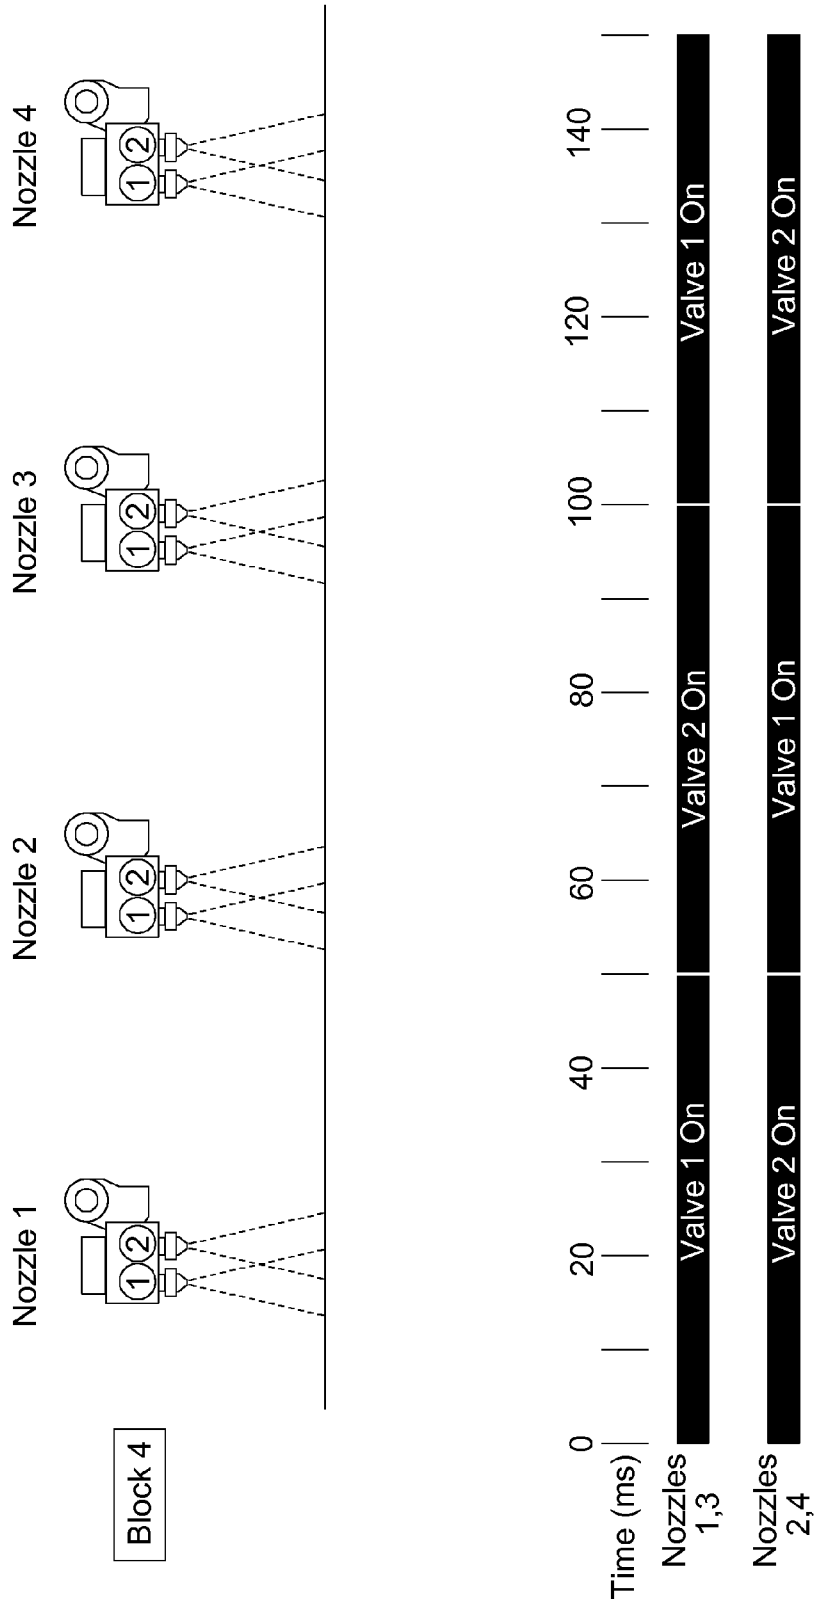 Nozzle 1
Nozzle 2
Nozzle 3
Nozzle 4
Block 4
1 2
1 2
1 2
1 2
Time (ms)
0 20 40 60 80 100 120 140
Nozzles
1,3
Valve 1 On
Valve 2 On
Valve 1 On
Nozzles
2,4
Valve 2 On
Valve 1 On
Valve 2 On